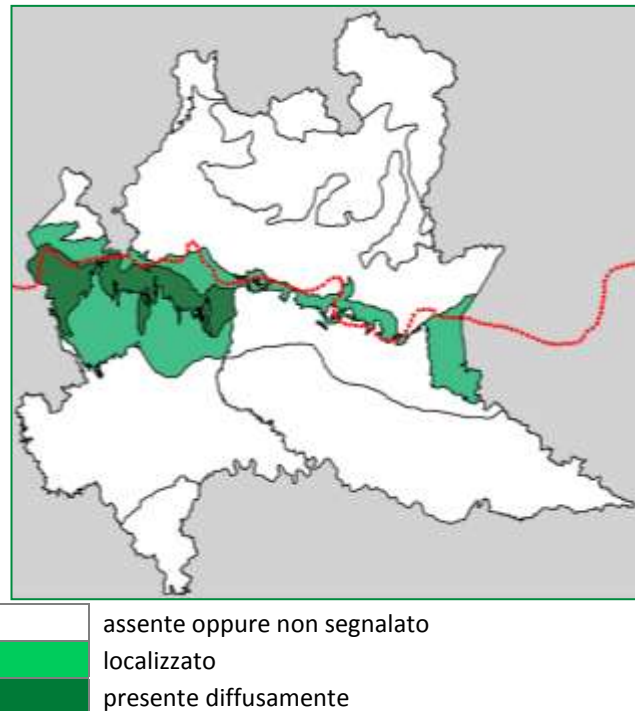 assente oppure non segnalato
localizzato
presente diffusamente